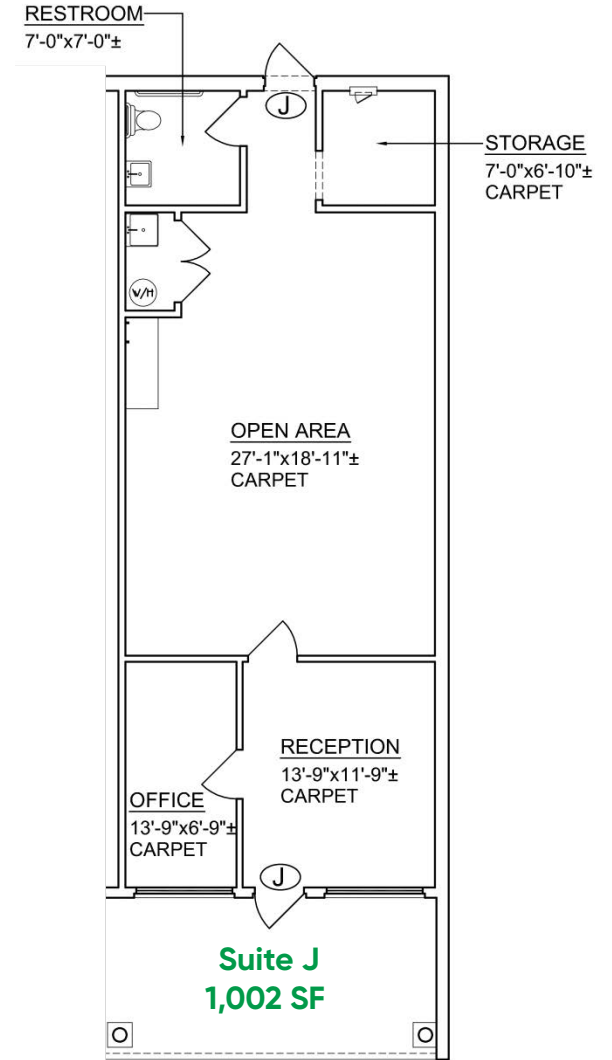 RESTROOM
7'-0"x7'-0"±
J
STORAGE
7'-0"x6'-10"±
CARPET
W/H
OPEN AREA
27'-1"x18'-11"±
CARPET
RECEPTION
13'-9"x11'-9"±
CARPET
OFFICE
13'-9"x6'-9"±
CARPET
J
Suite J
1,002 SF